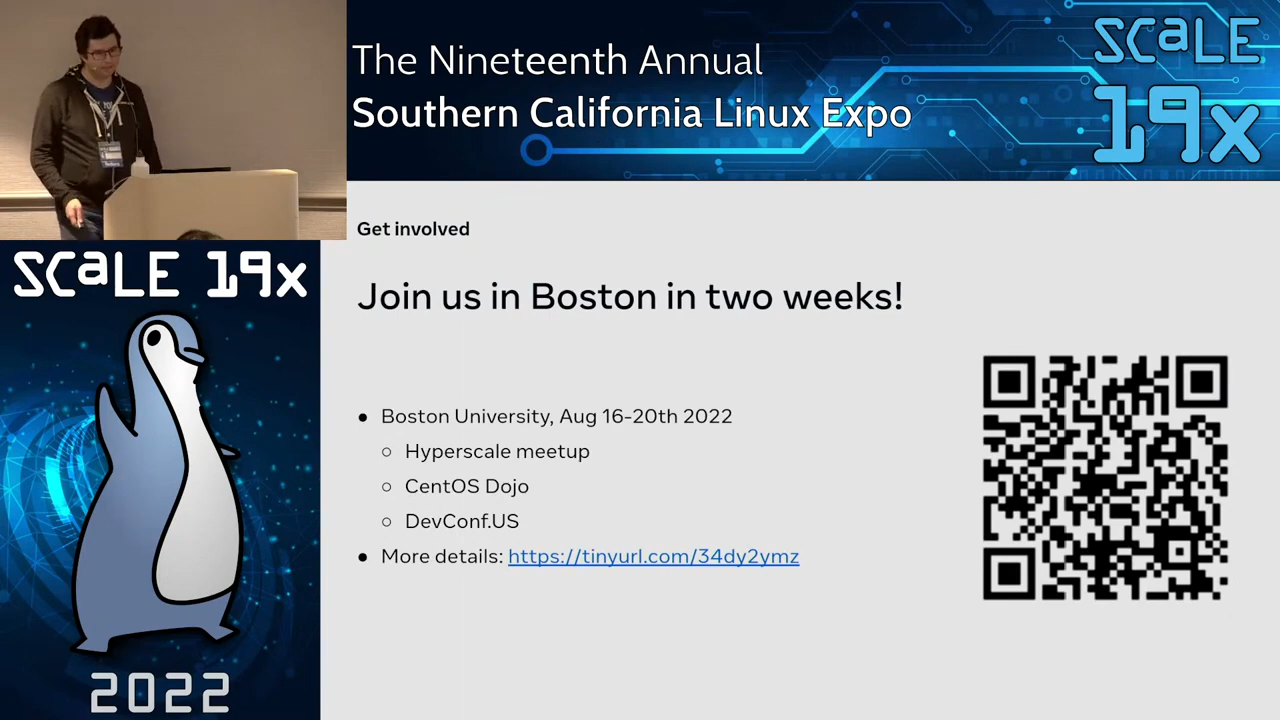 The Nineteenth Annual
Southern California Linux Expo
SCaLE
19x
SCaLE 19x
2022
Get involved
Join us in Boston in two weeks!
● Boston University, Aug 16-20th 2022
○ Hyperscale meetup
○ CentOS Dojo
○ DevConf.US
● More details: https://tinyurl.com/34dy2ymz